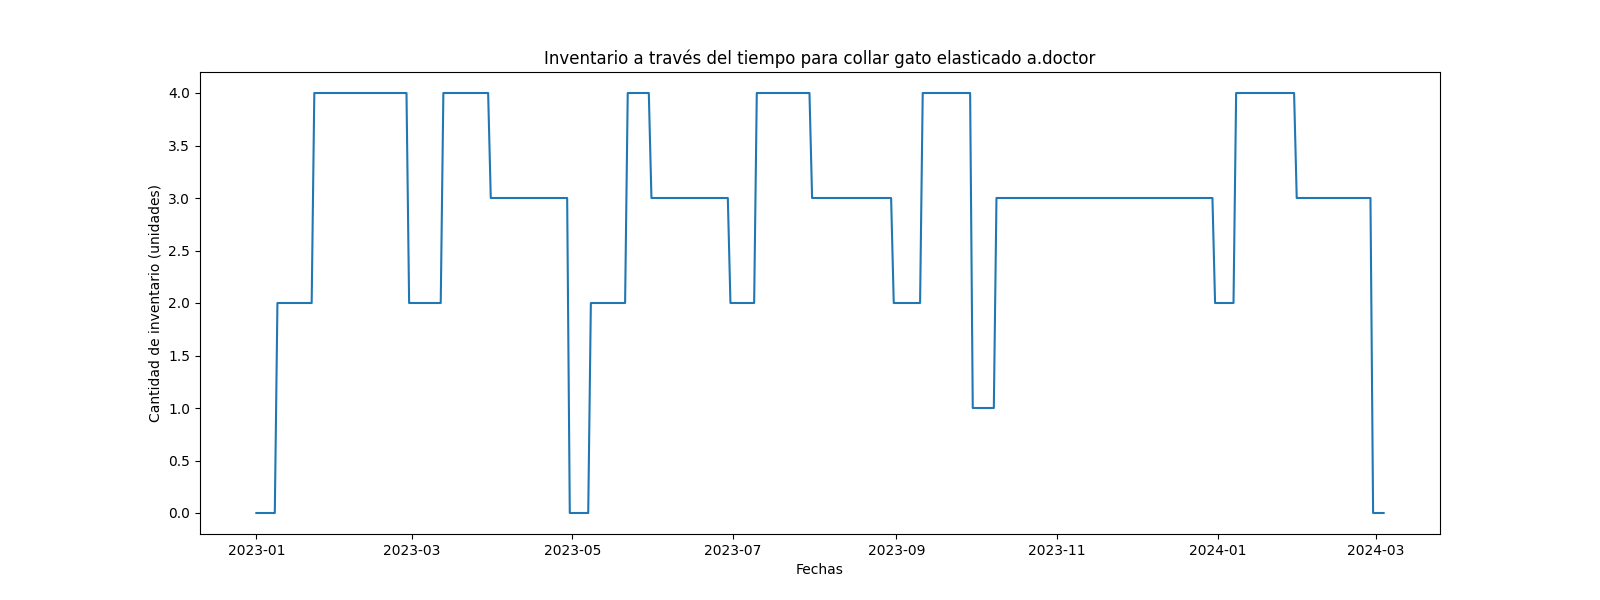 Inventario a través del tiempo para collar gato elasticado a.doctor
Cantidad de inventario (unidades)
4.0
3.5
3.0
2.5
2.0
1.5
1.0
0.5
0.0
2023-01 2023-03 2023-05 2023-07 2023-09 2023-11 2024-01 2024-03
Fechas